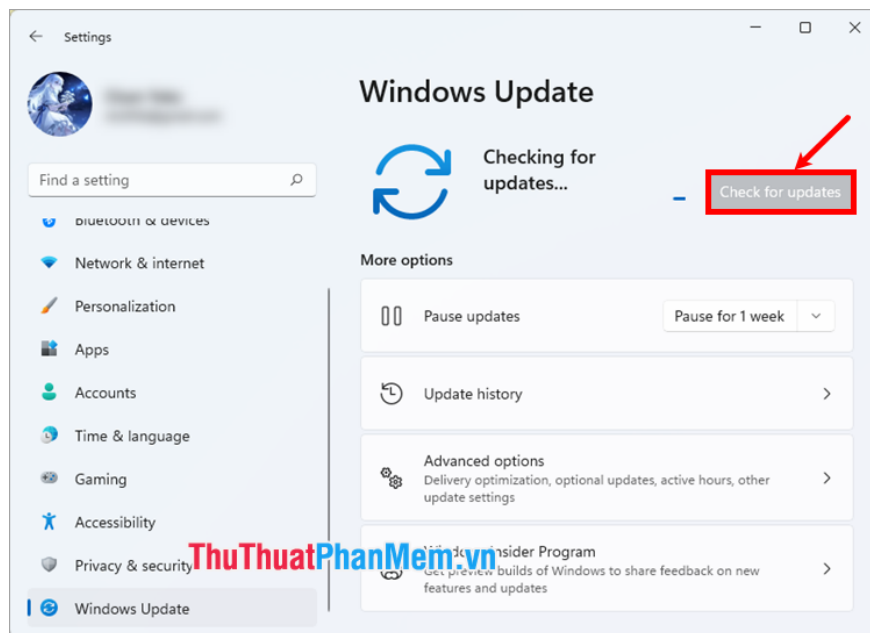 Settings
Windows Update
Checking for
updates...
Check for updates
Find a setting
Bluetooth & devices
Network & internet
Personalization
Apps
Accounts
Time & language
Gaming
Accessibility
Privacy & security
Windows Update
More options
Pause updates
Pause for 1 week
Update history
Advanced options
Delivery optimization, optional updates, active hours, other
update settings
Windows Insider Program
Get preview builds of Windows to share feedback on new
features and updates
ThuThuatPhanMem.vn